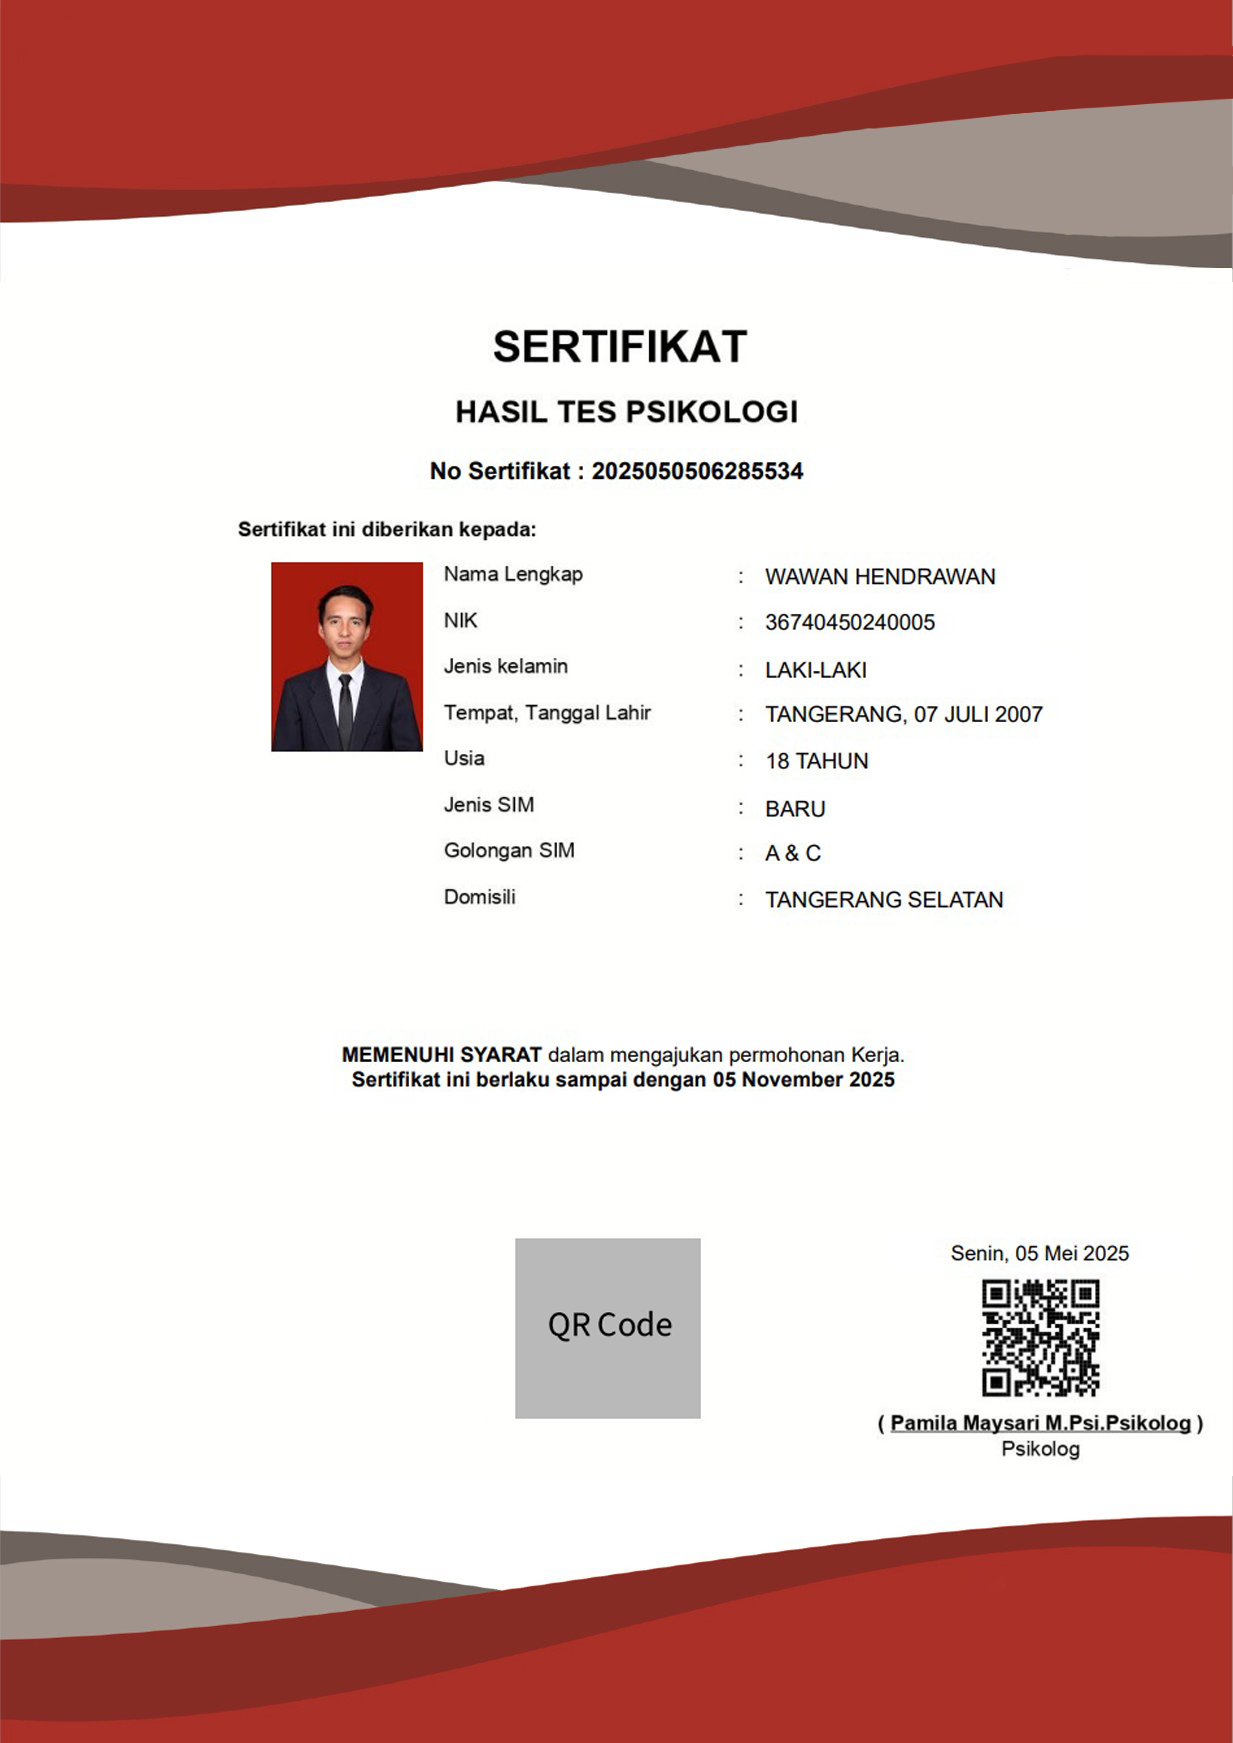 SERTIFIKAT
HASIL TES PSIKOLOGI
No Sertifikat : 2025050506285534
Sertifikat ini diberikan kepada:
Nama Lengkap : WAWAN HENDRAWAN
NIK : 36740450240005
Jenis kelamin : LAKI-LAKI
Tempat, Tanggal Lahir : TANGERANG, 07 JULI 2007
Usia : 18 TAHUN
Jenis SIM : BARU
Golongan SIM : A & C
Domisili : TANGERANG SELATAN
MEMENUHI SYARAT dalam mengajukan permohonan Kerja.
Sertifikat ini berlaku sampai dengan 05 November 2025
QR Code
Senin, 05 Mei 2025
( Pamila Maysari M.Psi.Psikolog )
Psikolog